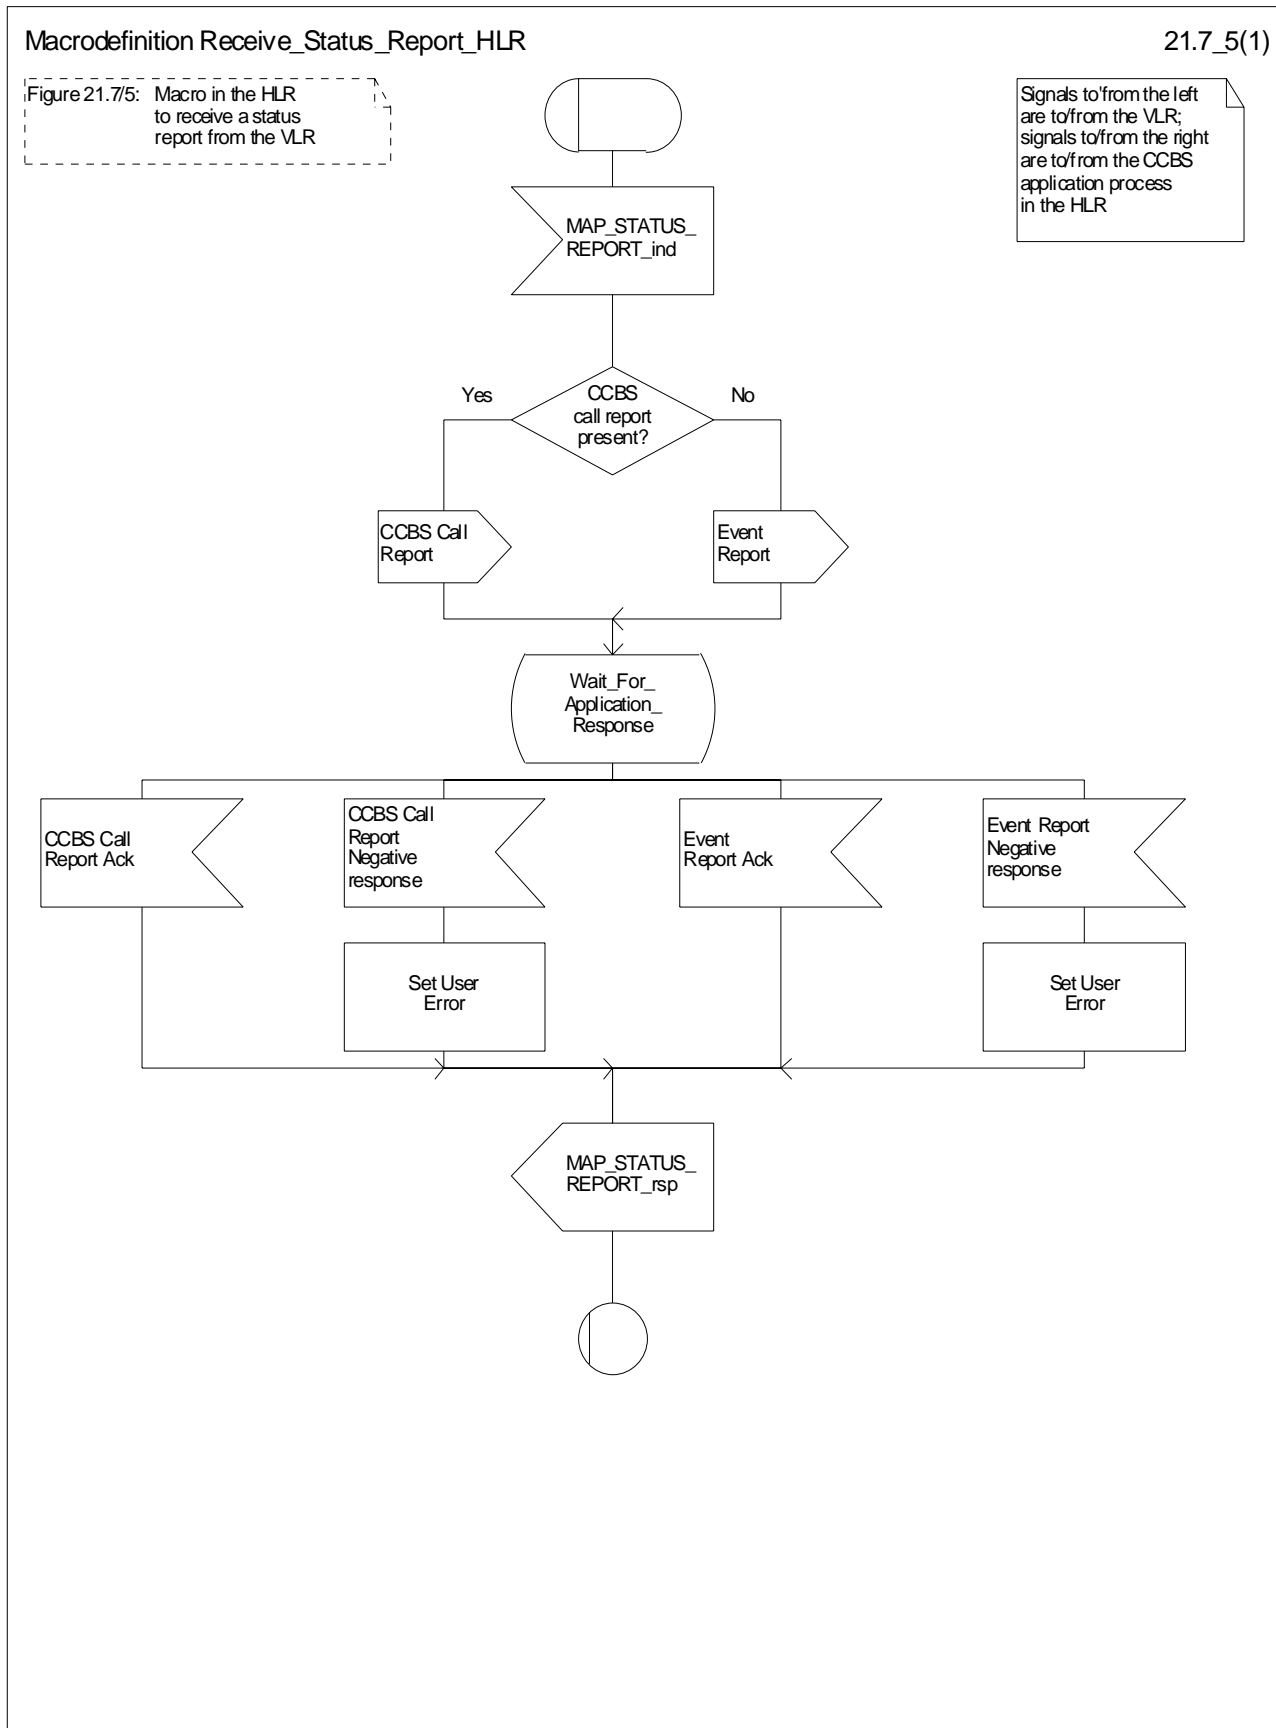 Macrodefinition Receive_Status_Report_HLR
21.7_5(1)
Figure 21.7/5: Macro in the HLR
to receive a status
report from the VLR
Signals to'from the left
are to/from the VLR;
signals to/from the right
are to/from the CCBS
application process
in the HLR
MAP_STATUS_
REPORT_ind
CCBS
call report
present?
Yes
No
CCBS Call
Report
Event
Report
Wait_For_
Application_
Response
CCBS Call
Report Ack
CCBS Call
Report
Negative
response
Event
Report Ack
Event Report
Negative
response
Set User
Error
Set User
Error
MAP_STATUS_
REPORT_rsp